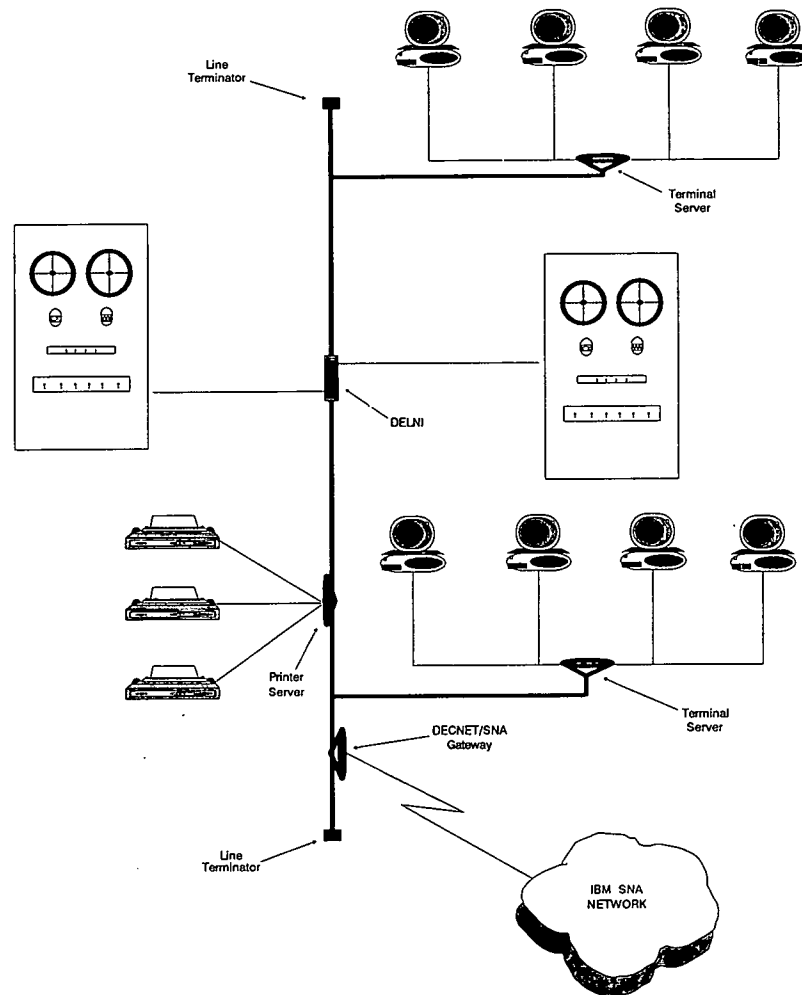 Line
Terminator
Terminal
Server
DELNI
Printer
Server
Terminal
Server
DECNET/SNA
Gateway
Line
Terminator
IBM SNA
NETWORK